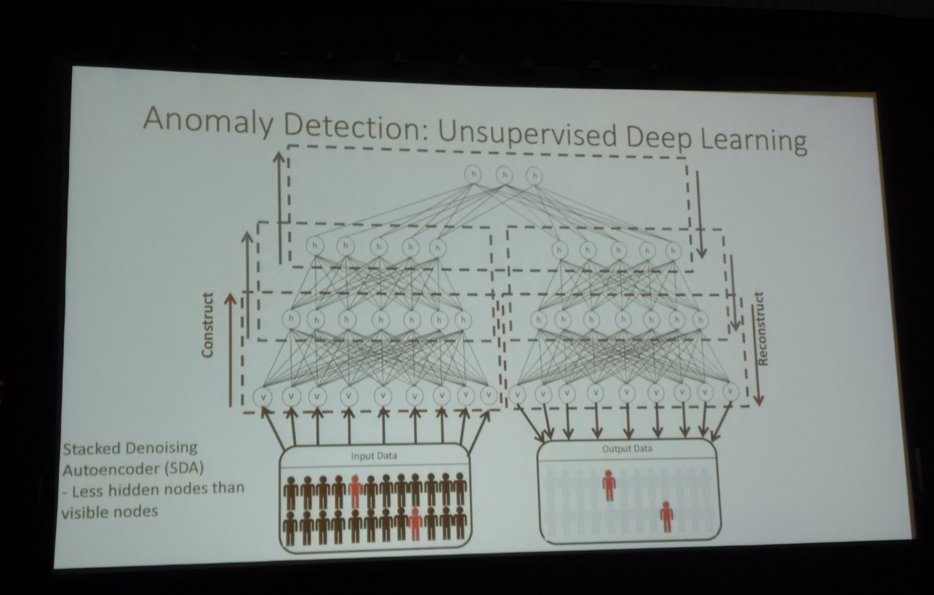 Anomaly Detection: Unsupervised Deep Learning
h h h
h h h h h
h h h h h
h h h h h h h
h h h h h h h
v v v v v v v v v
v v v v v v v v v
Construct
Reconstruct
Stacked Denoising
Autoencoder (SDA)
- Less hidden nodes than
visible nodes
Input Data
Output Data